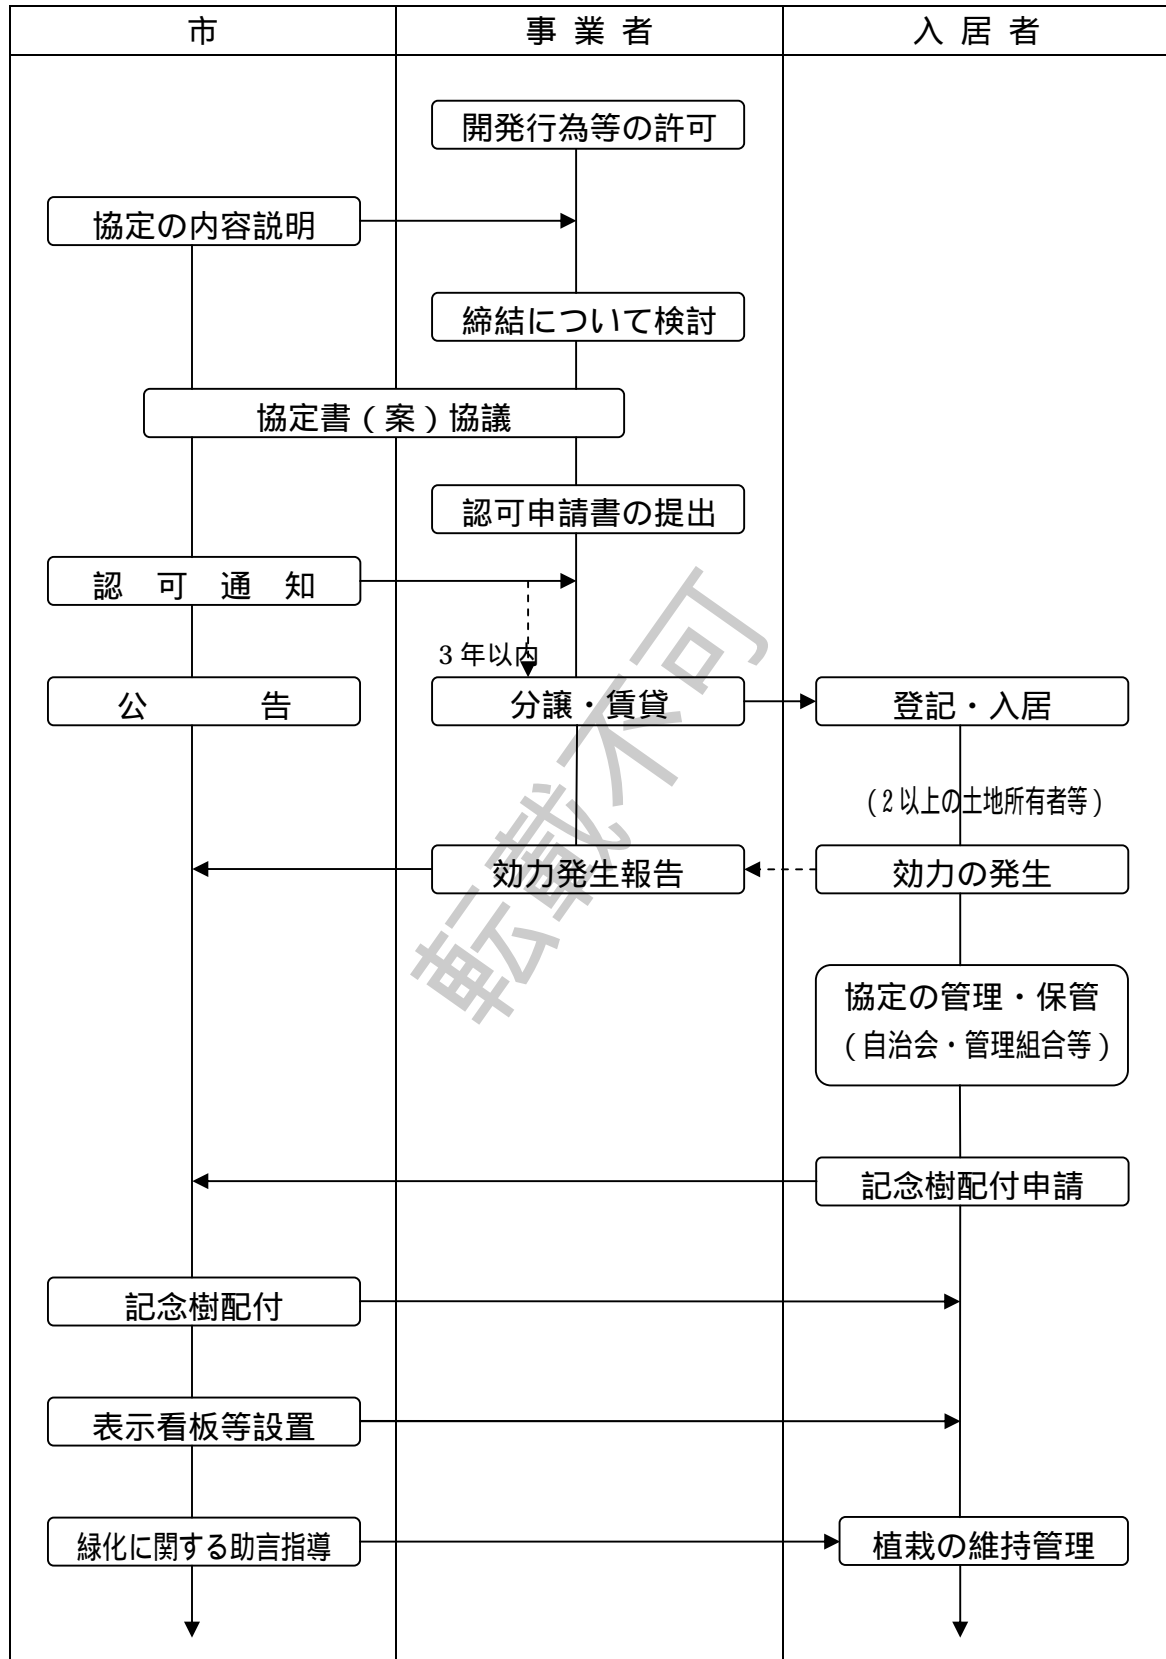 市
事業者
入居者
開発行為等の許可
協定の内容説明
締結について検討
協定書（案）協議
認可申請書の提出
認可通知
3年以内
公告
分譲・賃貸
登記・入居
（2以上の土地所有者等）
効力発生報告
効力の発生
協定の管理・保管
（自治会・管理組合等）
記念樹配付申請
記念樹配付
表示看板等設置
緑化に関する助言指導
植栽の維持管理
転載不可